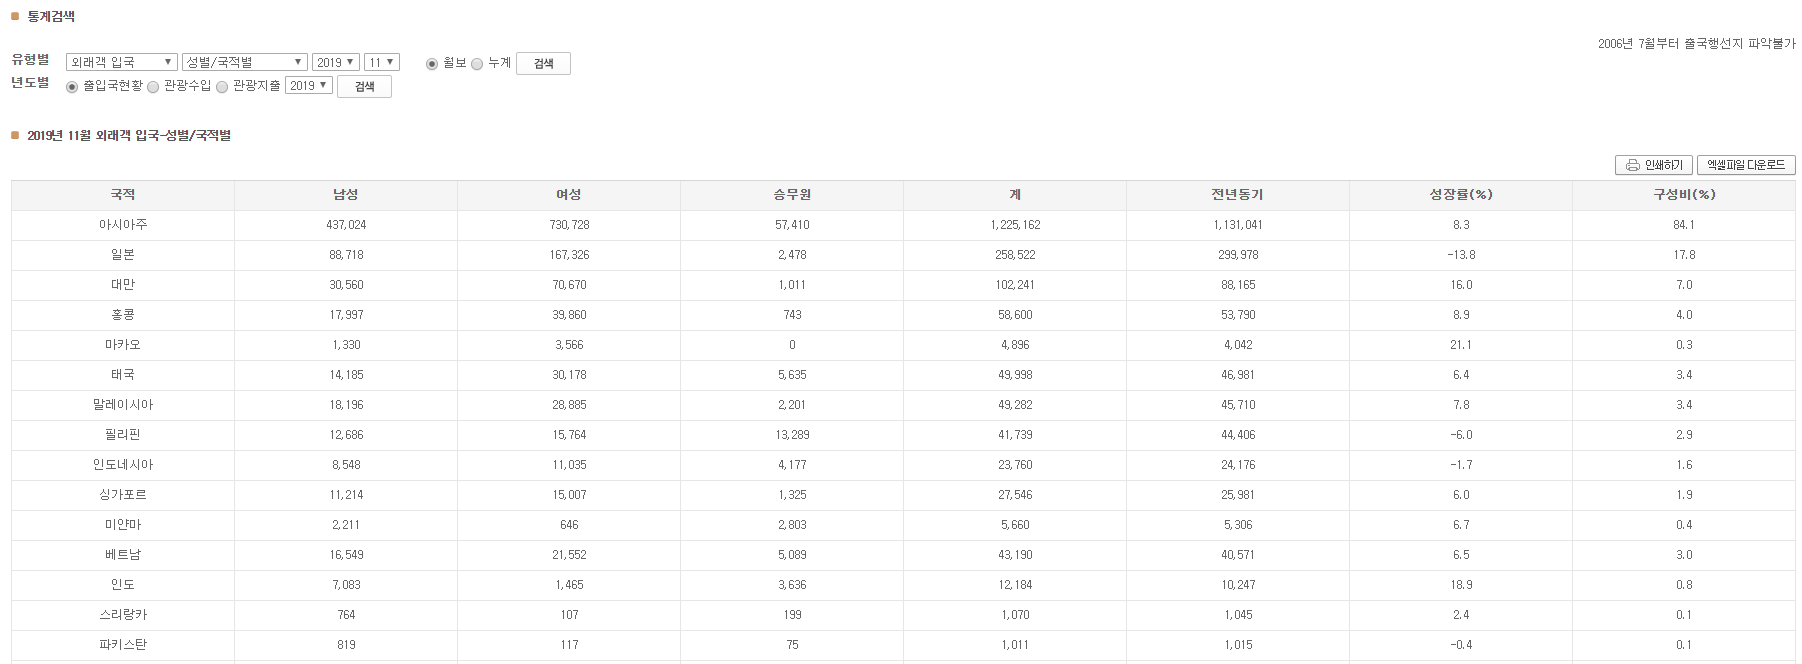 통계검색
2006년 7월부터 출국행선지 파악불가
유형별 외래객 입국 성별/국적별 2019 11 월보 누계 검색
년도별 출입국현황 관광수입 관광지출 2019 검색
2019년 11월 외래객 입국-성별/국적별
인쇄하기 엑셀파일 다운로드
국적 남성 여성 승무원 계 전년동기 성장률(%) 구성비(%)
아시아주 437,024 730,728 57,410 1,225,162 1,131,041 8.3 84.1
일본 88,718 167,326 2,478 258,522 299,978 -13.8 17.8
대만 30,560 70,670 1,011 102,241 88,165 16.0 7.0
홍콩 17,997 39,860 743 58,600 53,790 8.9 4.0
마카오 1,330 3,566 0 4,896 4,042 21.1 0.3
태국 14,185 30,178 5,635 49,998 46,981 6.4 3.4
말레이시아 18,196 28,885 2,201 49,282 45,710 7.8 3.4
필리핀 12,686 15,764 13,289 41,739 44,406 -6.0 2.9
인도네시아 8,548 11,035 4,177 23,760 24,176 -1.7 1.6
싱가포르 11,214 15,007 1,325 27,546 25,981 6.0 1.9
미얀마 2,211 646 2,803 5,660 5,306 6.7 0.4
베트남 16,549 21,552 5,089 43,190 40,571 6.5 3.0
인도 7,083 1,465 3,636 12,184 10,247 18.9 0.8
스리랑카 764 107 199 1,070 1,045 2.4 0.1
파키스탄 819 117 75 1,011 1,015 -0.4 0.1